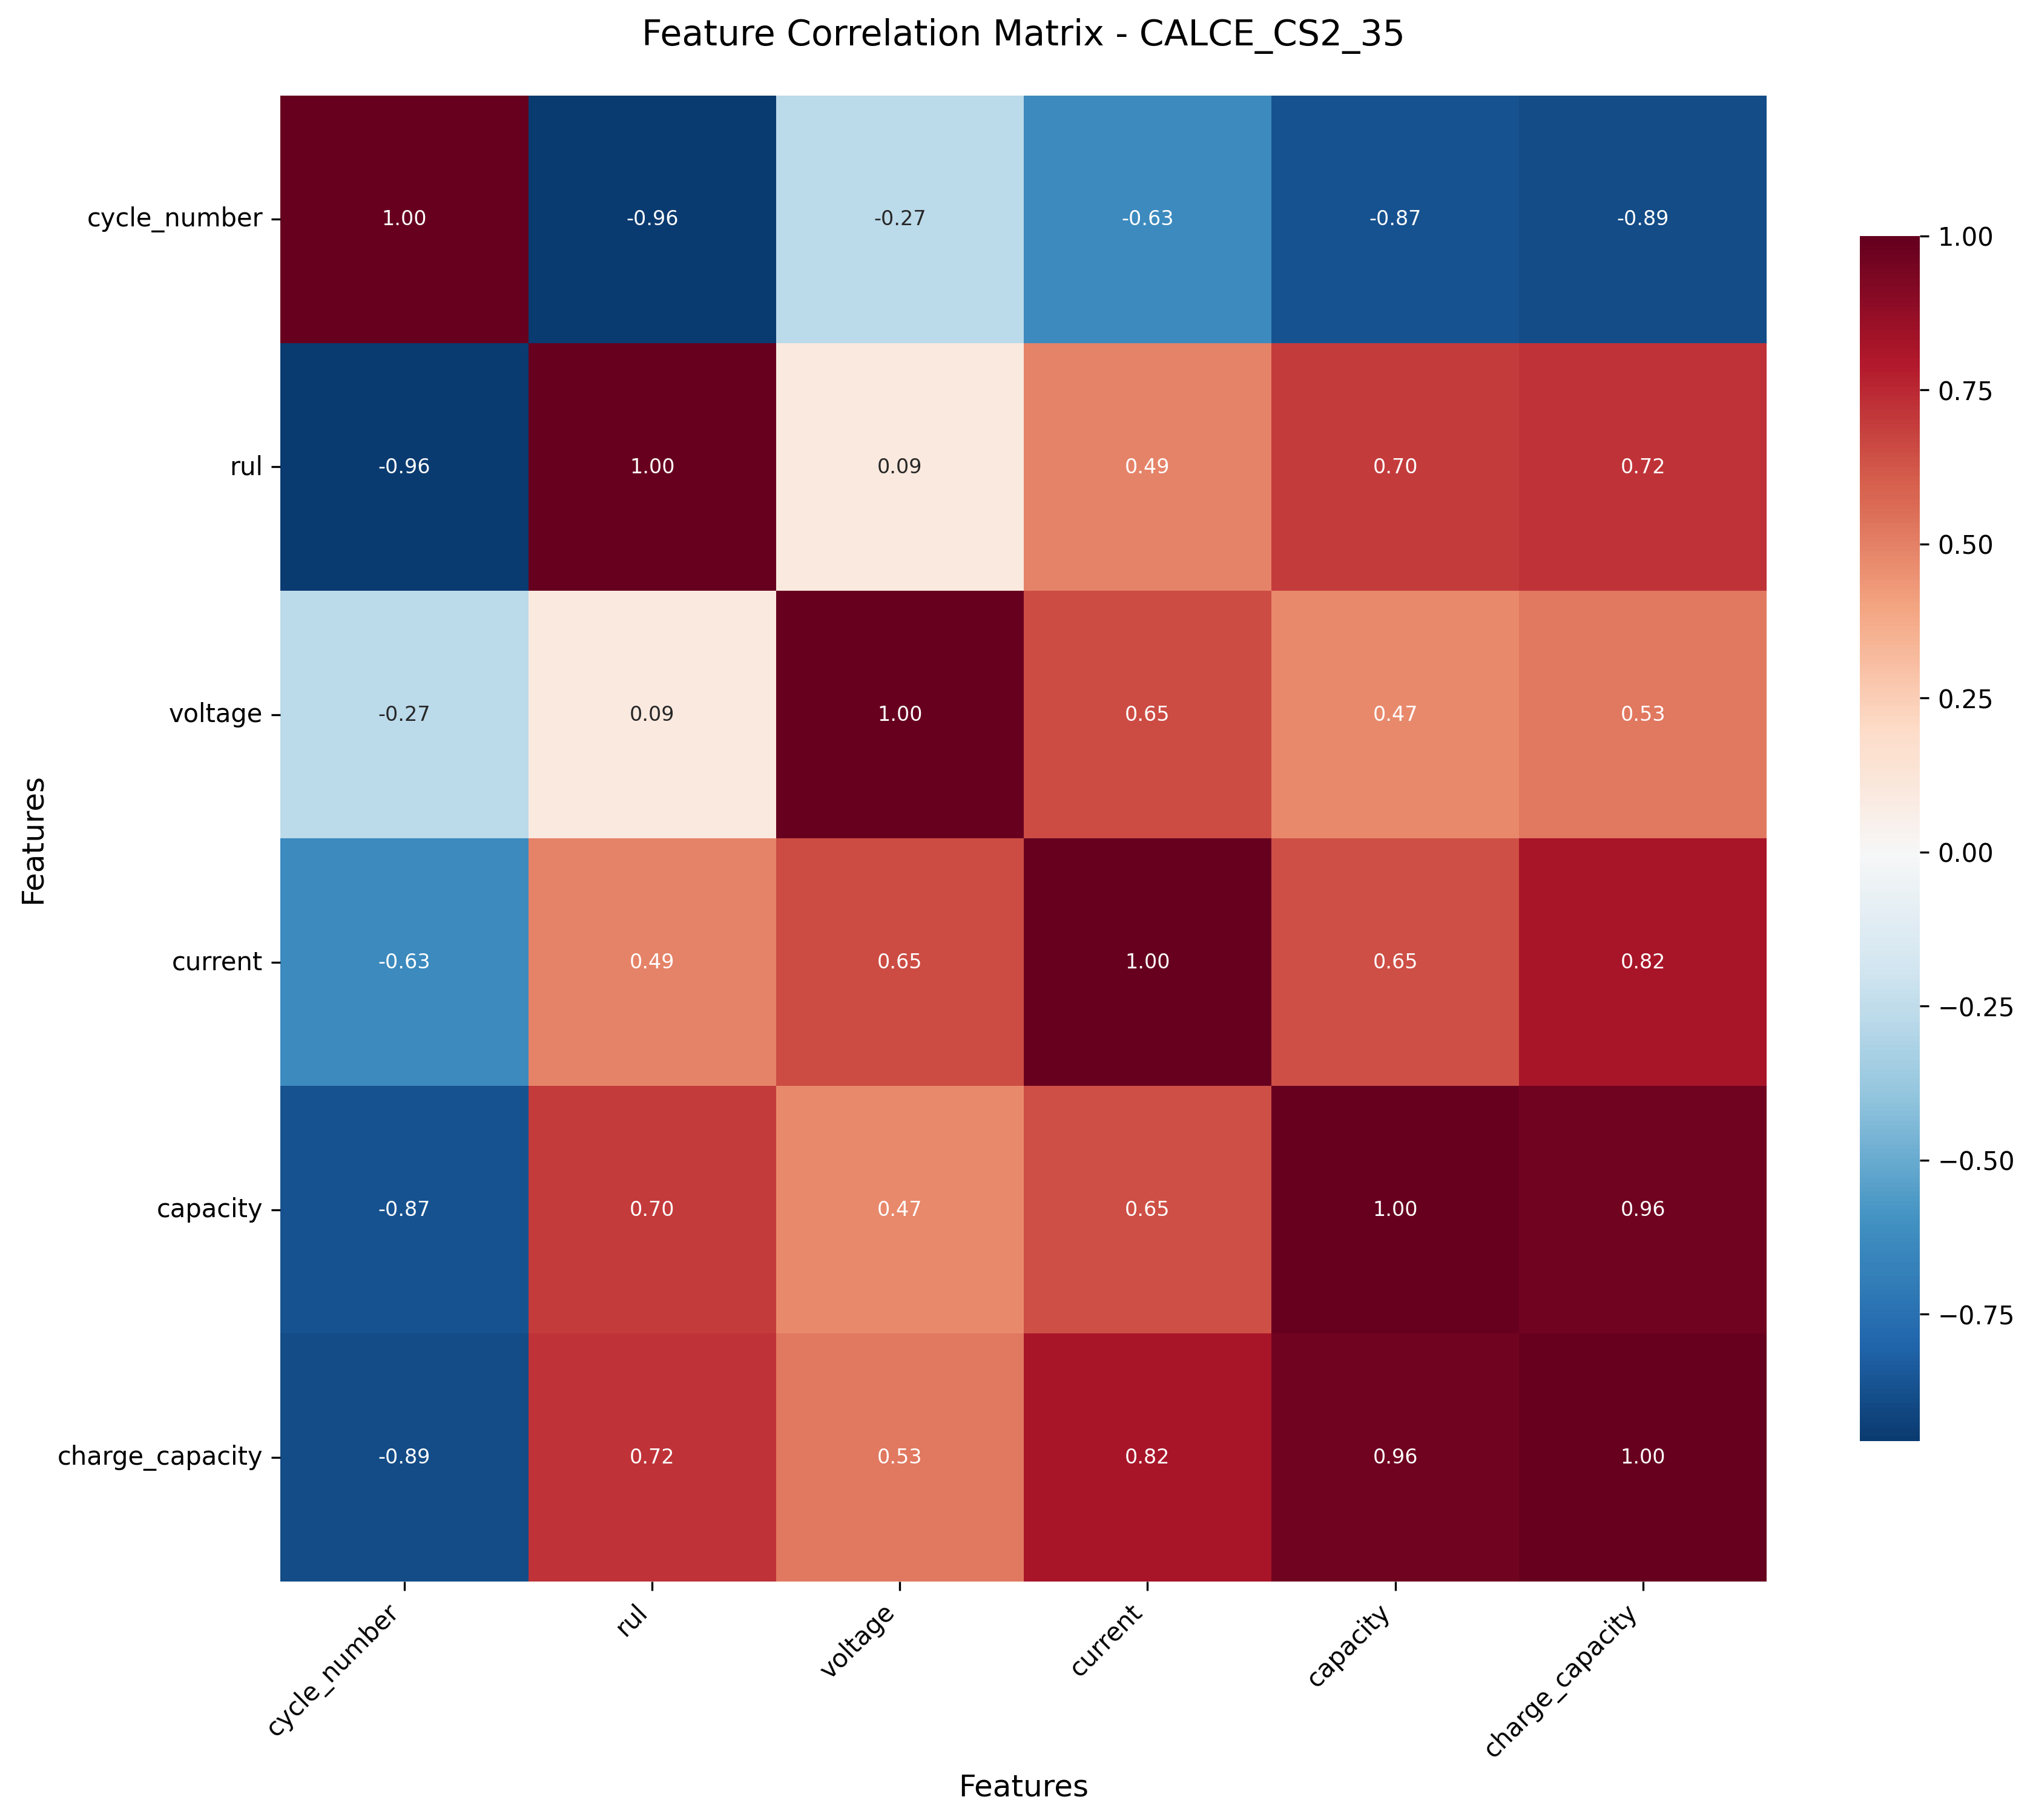 Feature Correlation Matrix - CALCE_CS2_35
cycle_number 1.00 -0.96 -0.27 -0.63 -0.87 -0.89
rul -0.96 1.00 0.09 0.49 0.70 0.72
voltage -0.27 0.09 1.00 0.65 0.47 0.53
current -0.63 0.49 0.65 1.00 0.65 0.82
capacity -0.87 0.70 0.47 0.65 1.00 0.96
charge_capacity -0.89 0.72 0.53 0.82 0.96 1.00
Features
cycle_number rul voltage current capacity charge_capacity
Features
1.00
0.75
0.50
0.25
0.00
−0.25
−0.50
−0.75